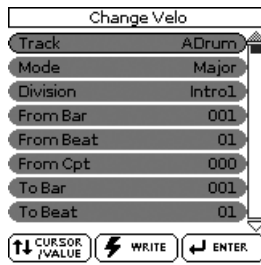 Change Velo
Track ADrum
Mode Major
Division Intro1
From Bar 001
From Beat 01
From Cpt 000
To Bar 001
To Beat 01
CURSOR WRITE ENTER
/VALUE